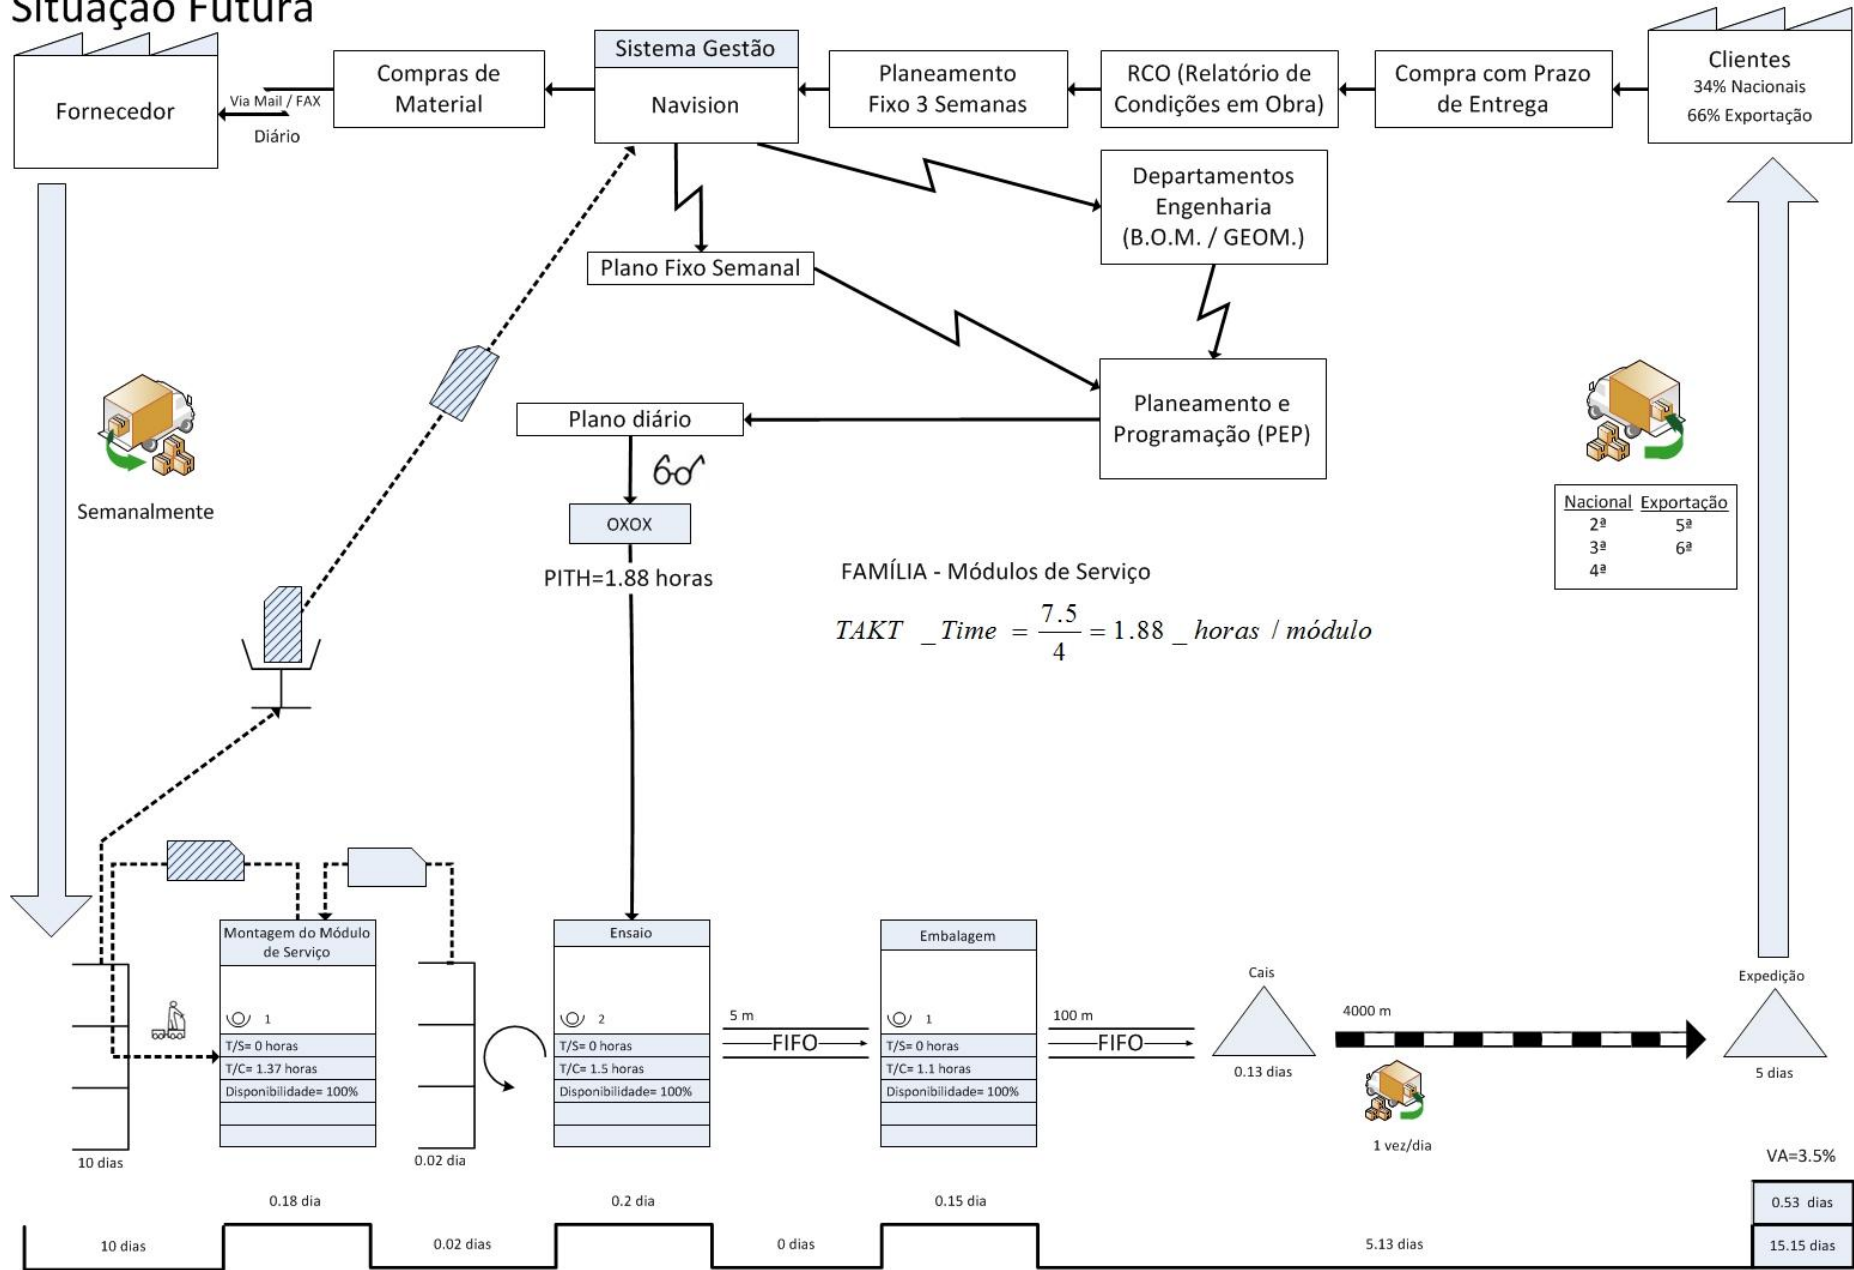 Situação Futura
Fornecedor
Via Mail / FAX
Diário
Compras de
Material
Sistema Gestão
Navision
Planeamento
Fixo 3 Semanas
RCO (Relatório de
Condições em Obra)
Compra com Prazo
de Entrega
Clientes
34% Nacionais
66% Exportação
Departamentos
Engenharia
(B.O.M. / GEOM.)
Plano Fixo Semanal
Planeamento e
Programação (PEP)
Plano diário
OXOX
PITH=1.88 horas
Semanalmente
FAMÍLIA - Módulos de Serviço
TAKT _Time = 7.5/4 = 1.88 _ horas / módulo
Nacional Exportação
2ª 5ª
3ª 6ª
4ª
Montagem do Módulo
de Serviço
1
T/S= 0 horas
T/C= 1.37 horas
Disponibilidade= 100%
Ensaio
2
T/S= 0 horas
T/C= 1.5 horas
Disponibilidade= 100%
5 m
FIFO
Embalagem
1
T/S= 0 horas
T/C= 1.1 horas
Disponibilidade= 100%
100 m
FIFO
Cais
0.13 dias
4000 m
1 vez/dia
Expedição
5 dias
10 dias
0.02 dia
VA=3.5%
0.18 dia
0.2 dia
0.15 dia
0.53 dias
10 dias
0.02 dias
0 dias
5.13 dias
15.15 dias